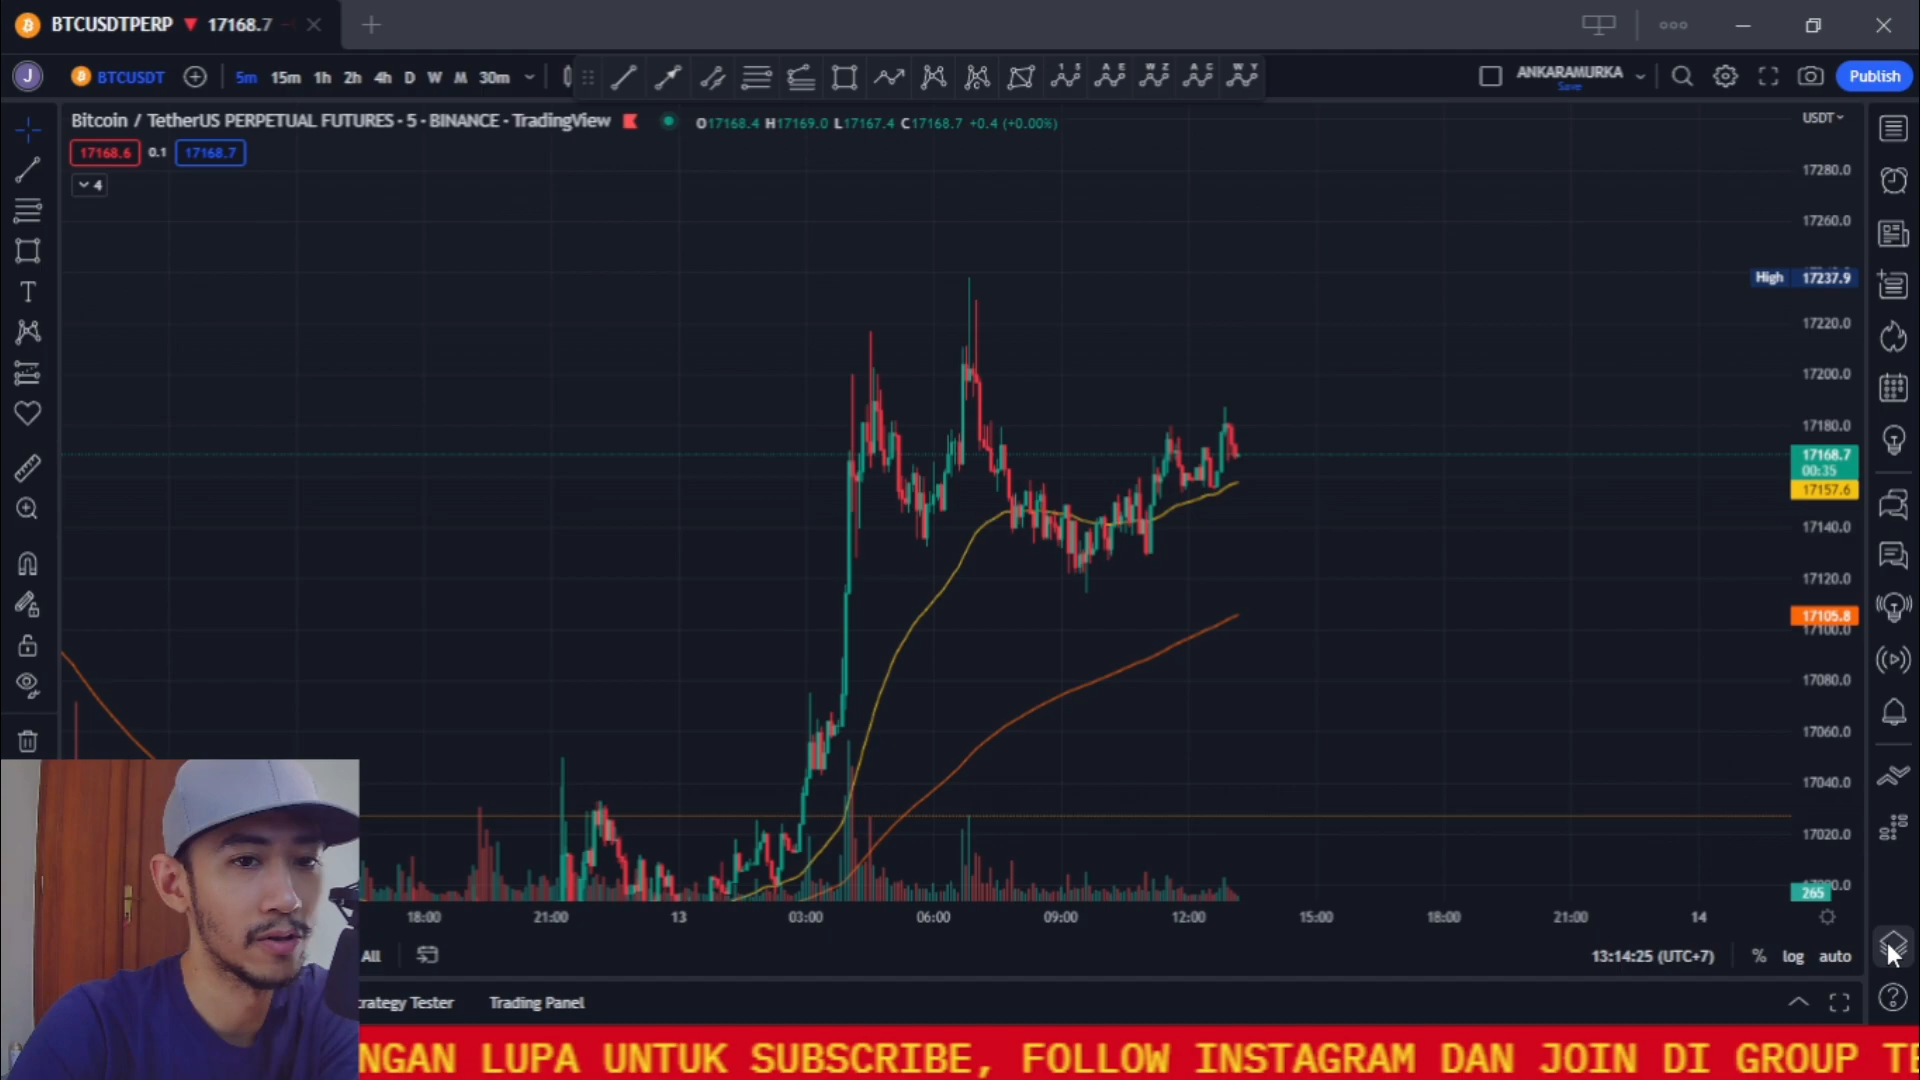 BTCUSDTPERP ▼ 17168.7
J BTCUSDT 5m 15m 1h 2h 4h D W M 30m
ANKARAMURKA
Save
Publish
Bitcoin / TetherUS PERPETUAL FUTURES · 5 · BINANCE · TradingView
O17168.4 H17169.0 L17167.4 C17168.7 +0.4 (+0.00%)
17168.6 0.1 17168.7
4
USDT
17280.0
17260.0
High 17237.9
17220.0
17200.0
17180.0
17168.7
00:35
17157.6
17140.0
17120.0
17105.8
17100.0
17080.0
17060.0
17040.0
17020.0
265
18:00 21:00 13 03:00 06:00 09:00 12:00 15:00 18:00 21:00 14
All
13:14:25 (UTC+7) % log auto
rategy Tester Trading Panel
NGAN LUPA UNTUK SUBSCRIBE, FOLLOW INSTAGRAM DAN JOIN DI GROUP TE